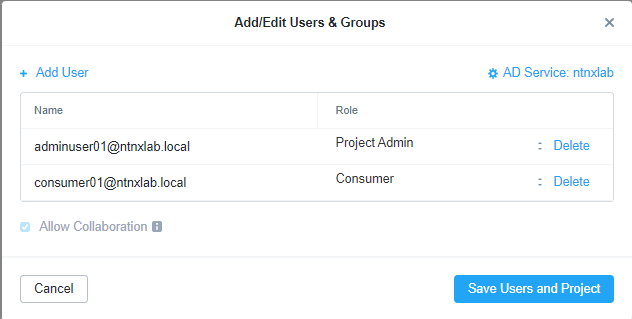 Add/Edit Users & Groups
+ Add User
AD Service: ntnxlab
Name Role
adminuser01@ntnxlab.local Project Admin Delete
consumer01@ntnxlab.local Consumer Delete
Allow Collaboration
Cancel Save Users and Project